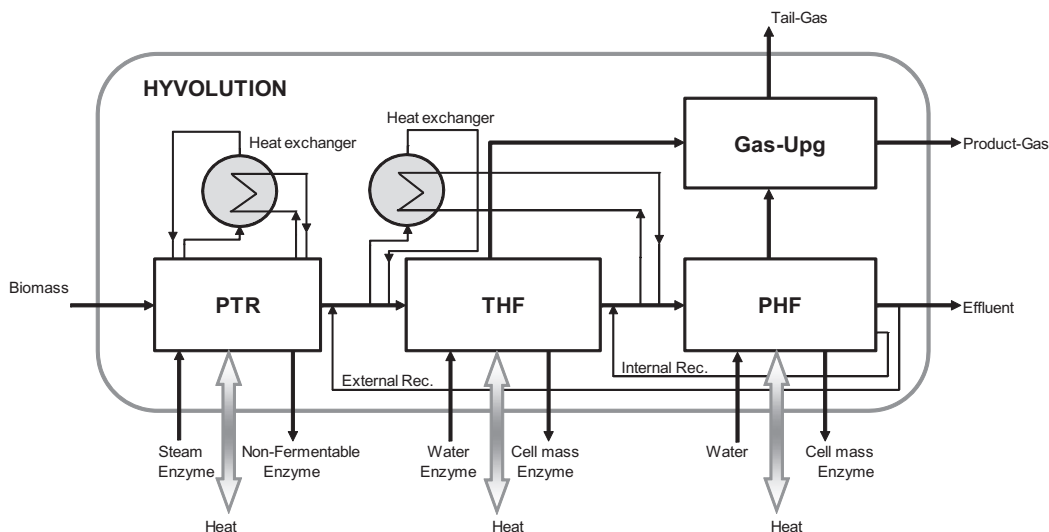 Tail-Gas
HYVOLUTION
Heat exchanger
Heat exchanger
Gas-Upg
Product-Gas
Biomass
PTR
THF
PHF
Effluent
External Rec.
Internal Rec.
Steam
Enzyme
Non-Fermentable
Enzyme
Water
Enzyme
Cell mass
Enzyme
Water
Cell mass
Enzyme
Heat
Heat
Heat